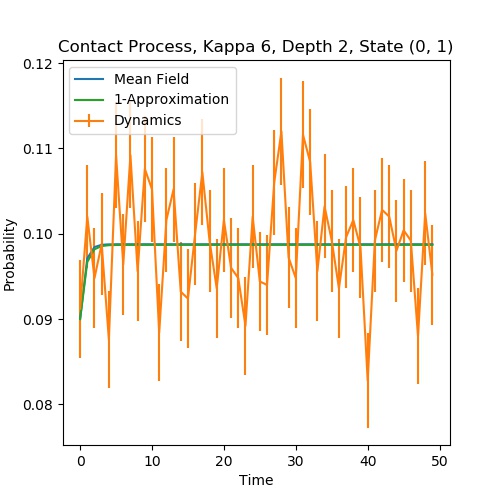 Contact Process, Kappa 6, Depth 2, State (0, 1)
Mean Field
1-Approximation
Dynamics
0.12
0.11
0.10
0.09
0.08
Probability
0 10 20 30 40 50
Time